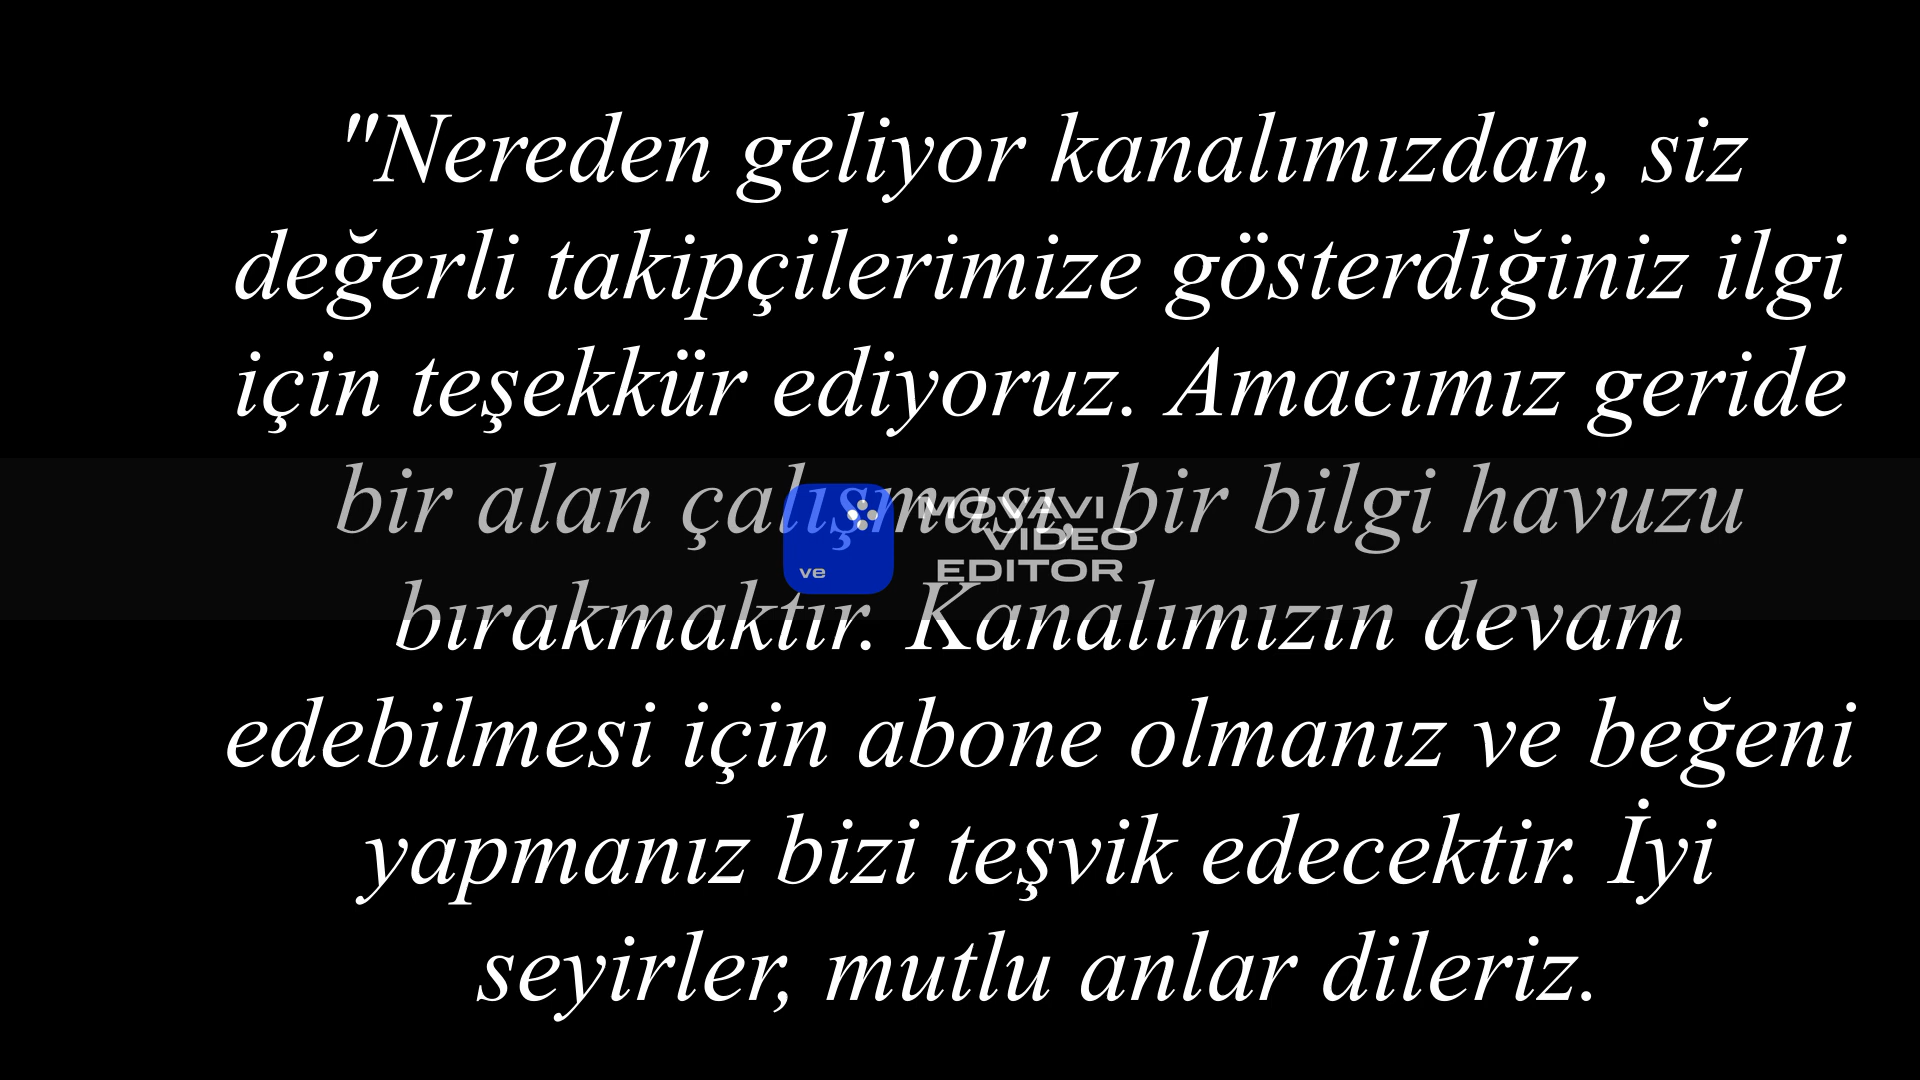 "Nereden geliyor kanalımızdan, siz
değerli takipçilerimize gösterdiğiniz ilgi
için teşekkür ediyoruz. Amacımız geride
bir alan çalışması, bir bilgi havuzu
MOVAVI
VIDEO
EDITOR
ve
bırakmaktır. Kanalımızın devam
edebilmesi için abone olmanız ve beğeni
yapmanız bizi teşvik edecektir. İyi
seyirler, mutlu anlar dileriz.